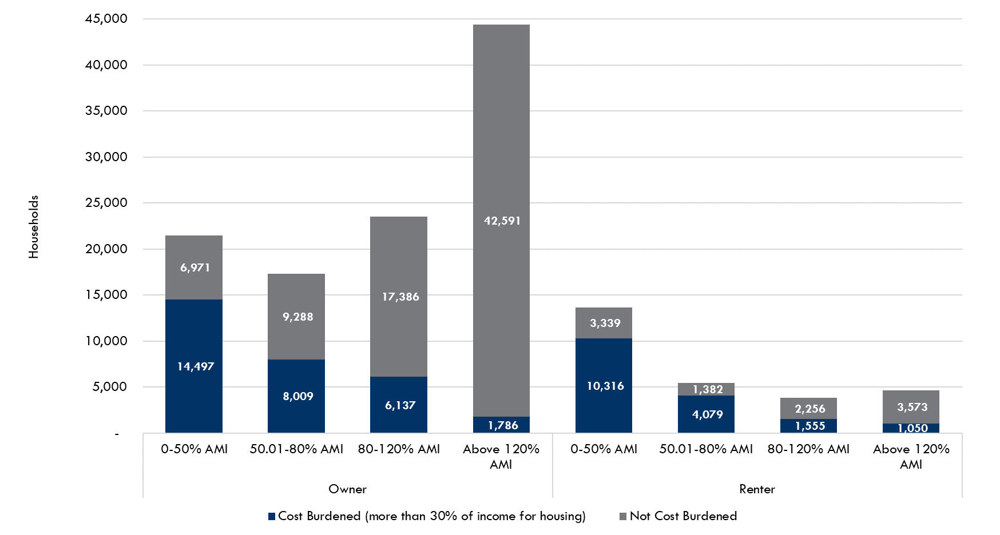 45,000
40,000
35,000
30,000
25,000
20,000
15,000
10,000
5,000
-
Households
6,971
14,497
9,288
8,009
17,386
6,137
42,591
1,786
3,339
10,316
1,382
4,079
2,256
1,555
3,573
1,050
0-50% AMI
50.01-80% AMI
80-120% AMI
Above 120%
AMI
0-50% AMI
50.01-80% AMI
80-120% AMI
Above 120%
AMI
Owner
Renter
Cost Burdened (more than 30% of income for housing)
Not Cost Burdened